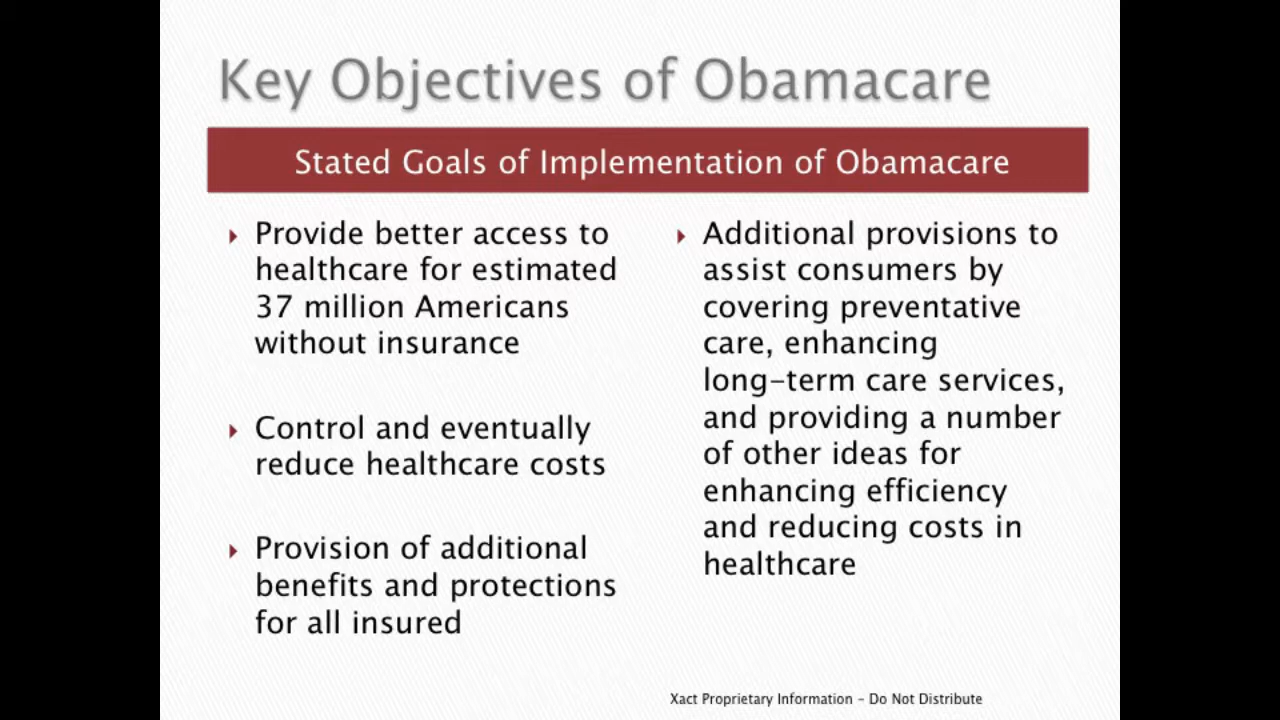 Key Objectives of Obamacare
Stated Goals of Implementation of Obamacare
Provide better access to
healthcare for estimated
37 million Americans
without insurance
Control and eventually
reduce healthcare costs
Provision of additional
benefits and protections
for all insured
Additional provisions to
assist consumers by
covering preventative
care, enhancing
long-term care services,
and providing a number
of other ideas for
enhancing efficiency
and reducing costs in
healthcare
Xact Proprietary Information - Do Not Distribute